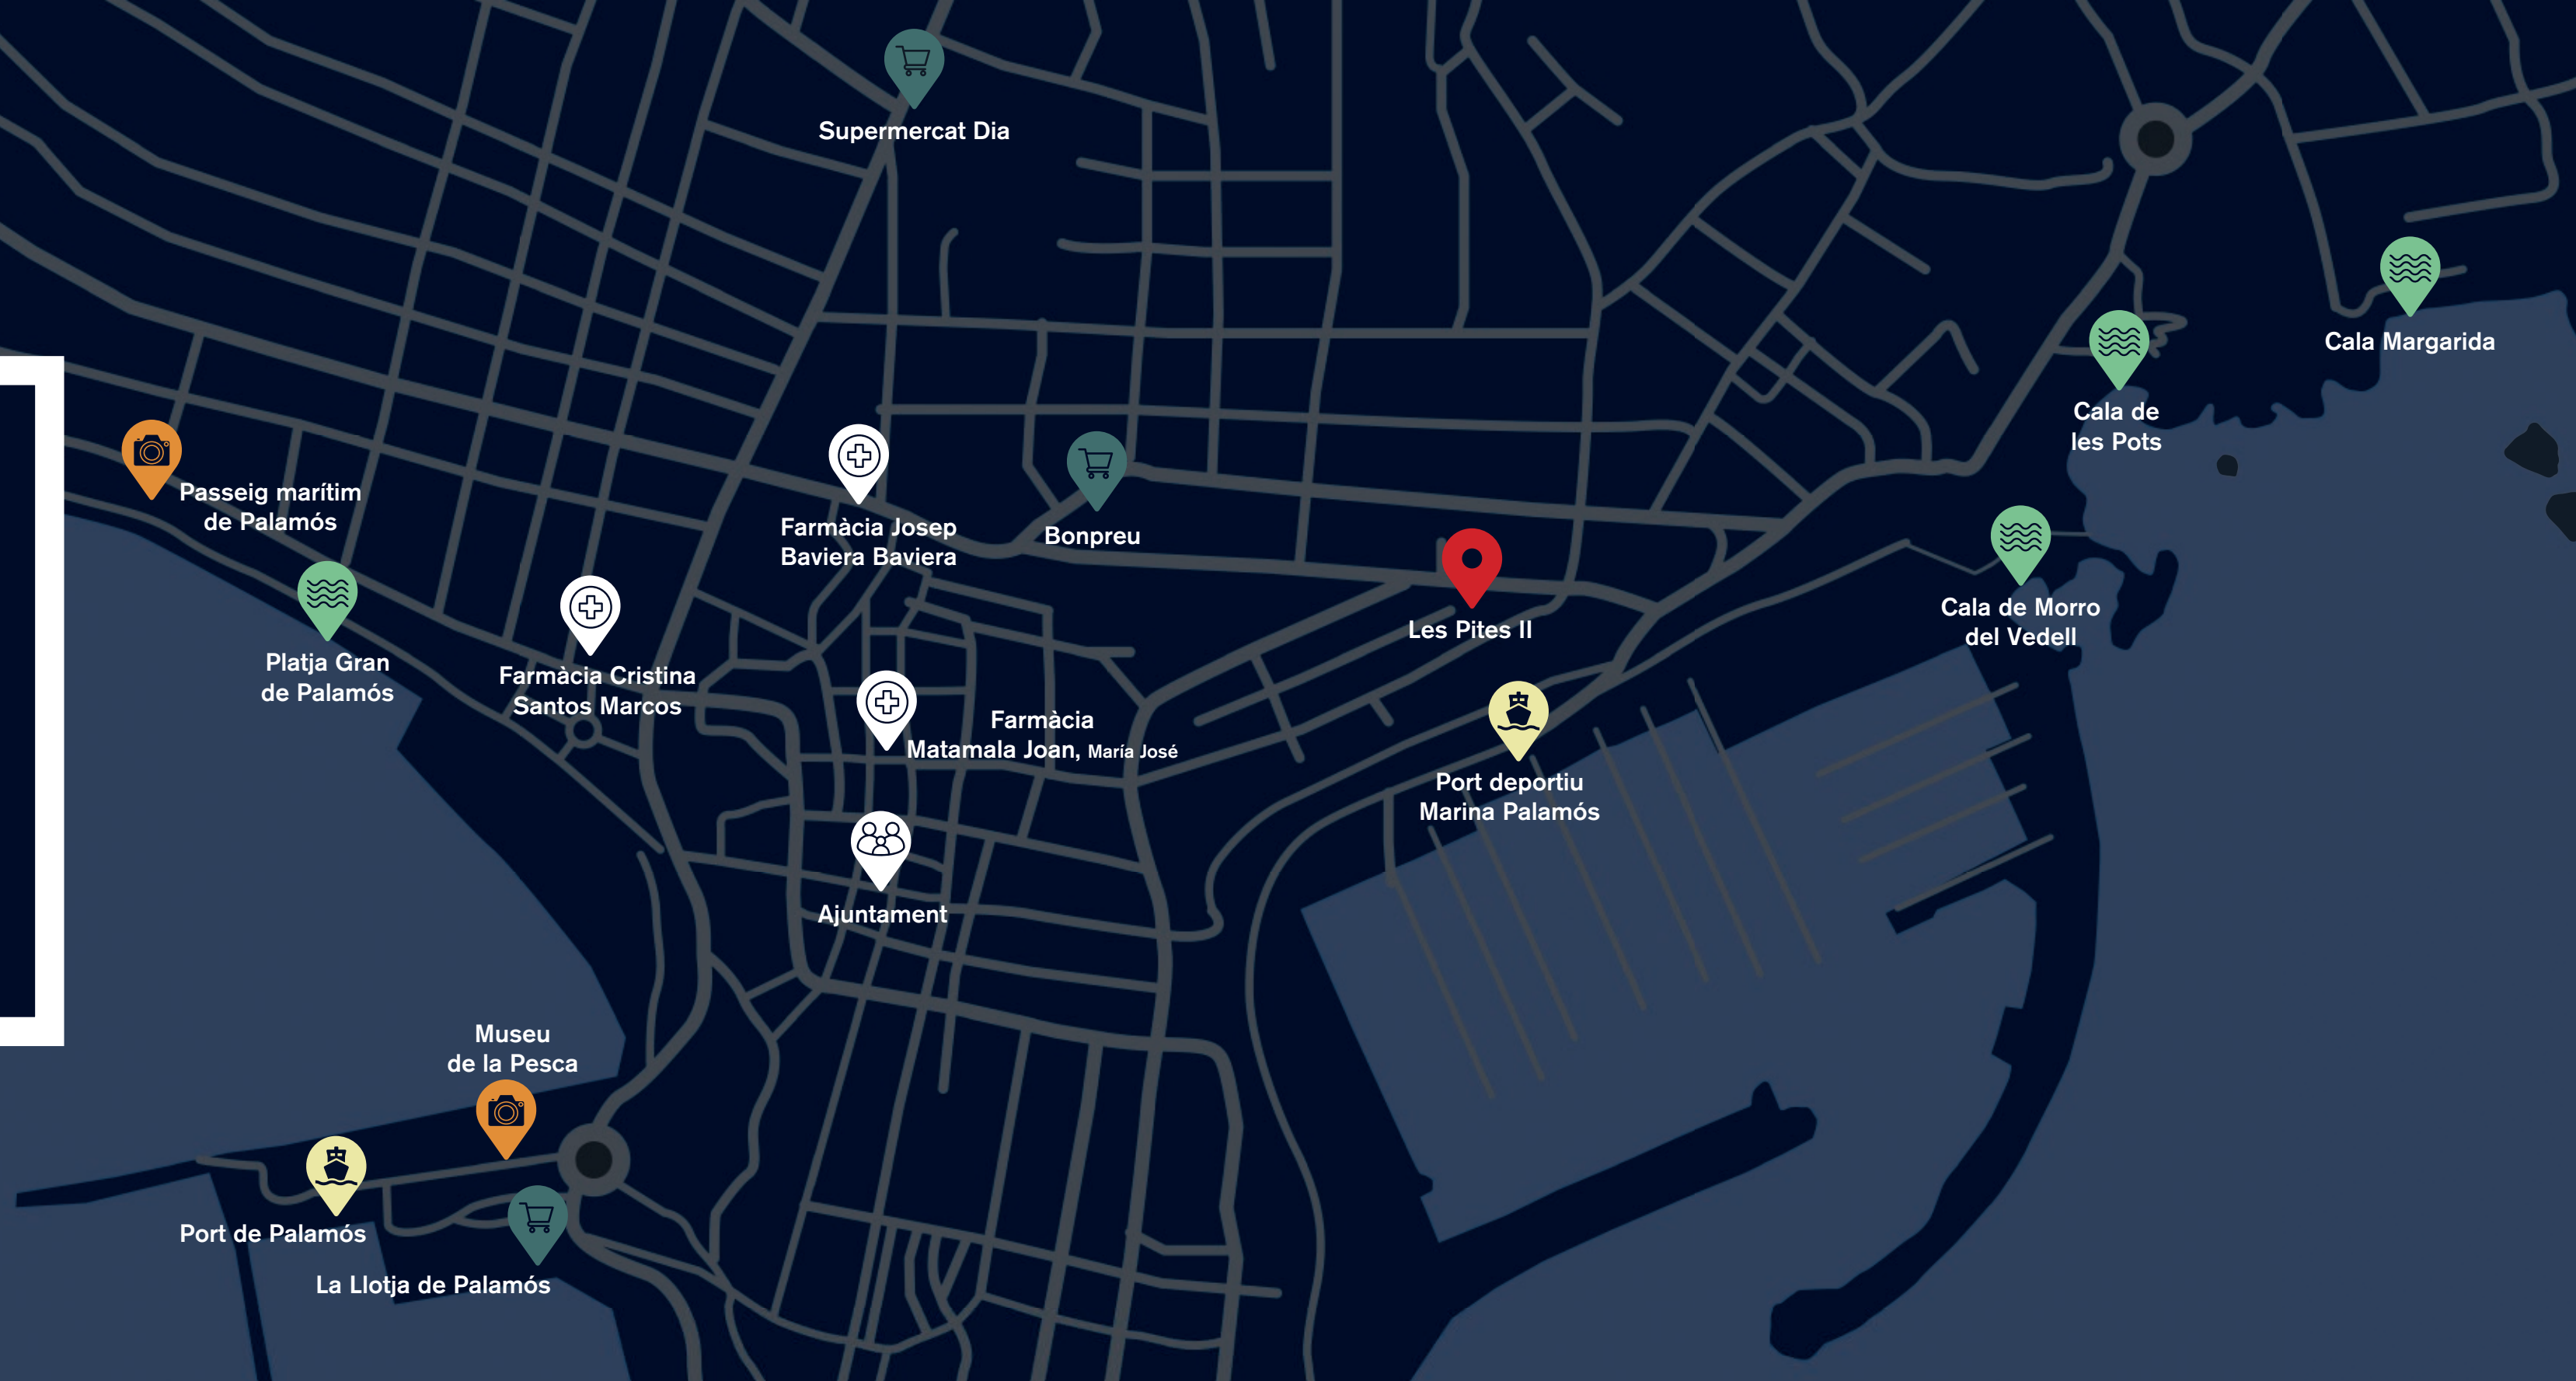 Supermercat Dia
Cala Margarida
Cala de
les Pots
Passeig marítim
de Palamós
Farmàcia Josep
Baviera Baviera
Bonpreu
Les Pites II
Cala de Morro
del Vedell
Platja Gran
de Palamós
Farmàcia Cristina
Santos Marcos
Farmàcia
Matamala Joan, María José
Port deportiu
Marina Palamós
Ajuntament
Museu
de la Pesca
Port de Palamós
La Llotja de Palamós